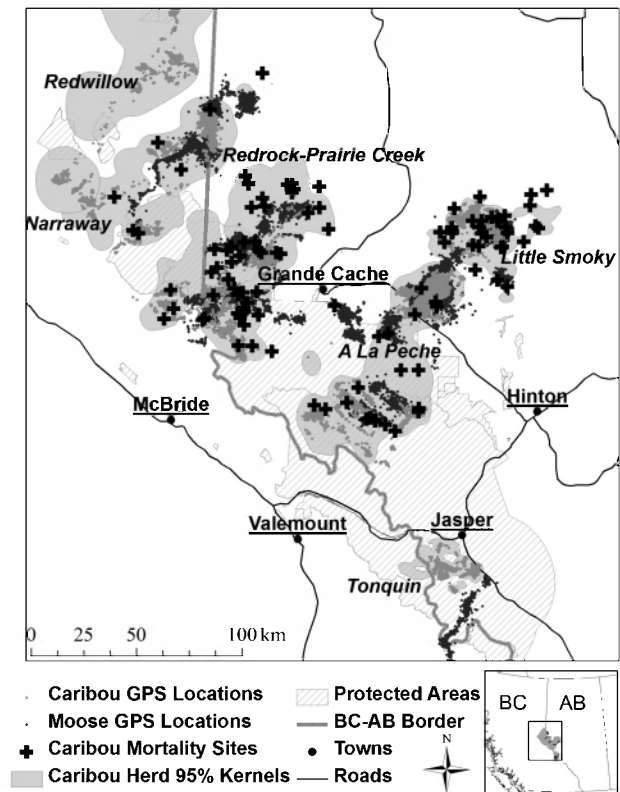 Redwillow
Redrock-Prairie Creek
Narraway
Little Smoky
Grande Cache
A La Peche
McBride
Hinton
Valemount
Jasper
Tonquin
0 25 50 100 km
Caribou GPS Locations
Moose GPS Locations
Caribou Mortality Sites
Caribou Herd 95% Kernels
Protected Areas
BC-AB Border
Towns
Roads
N
BC AB